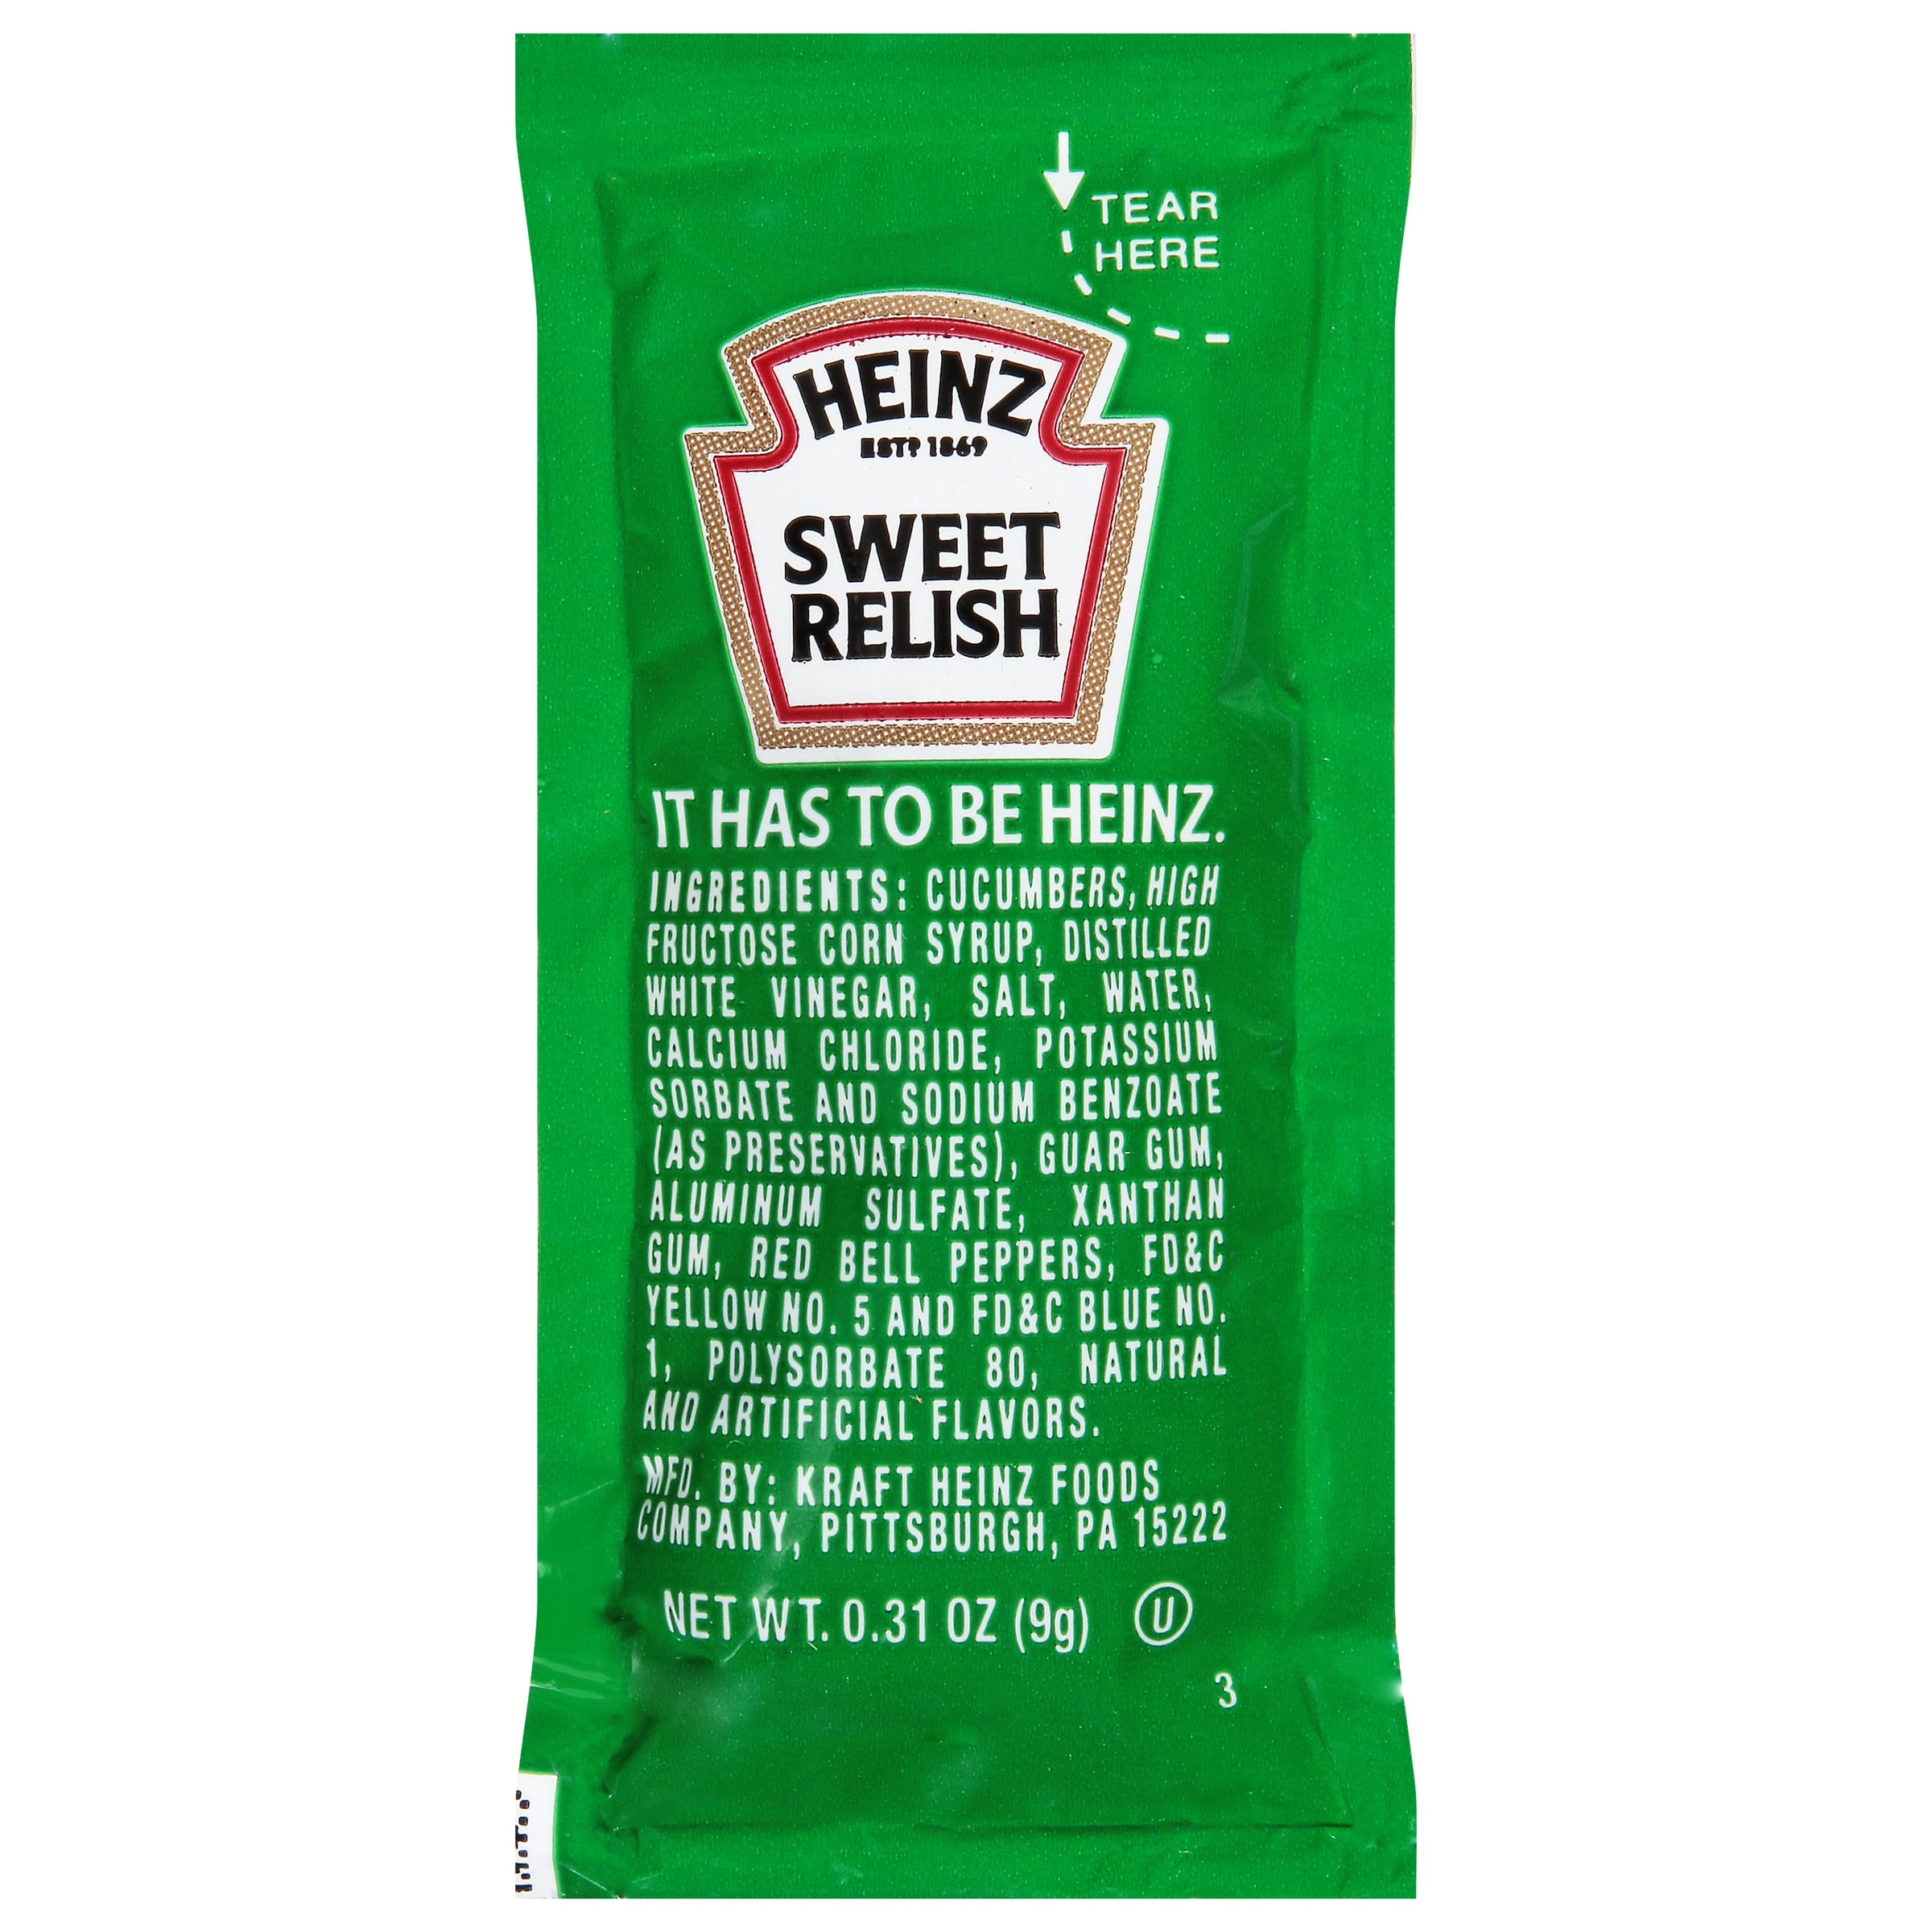 TEAR
HERE
HEINZ
ESTD 1869
SWEET
RELISH
IT HAS TO BE HEINZ.
INGREDIENTS: CUCUMBERS, HIGH
FRUCTOSE CORN SYRUP, DISTILLED
WHITE VINEGAR, SALT, WATER,
CALCIUM CHLORIDE, POTASSIUM
SORBATE AND SODIUM BENZOATE
(AS PRESERVATIVES), GUAR GUM,
ALUMINUM SULFATE, XANTHAN
GUM, RED BELL PEPPERS, FD&C
YELLOW NO. 5 AND FD&C BLUE NO.
1, POLYSORBATE 80, NATURAL
AND ARTIFICIAL FLAVORS.
MFD. BY: KRAFT HEINZ FOODS
COMPANY, PITTSBURGH, PA 15222
NET WT. 0.31 OZ (9g) U
3